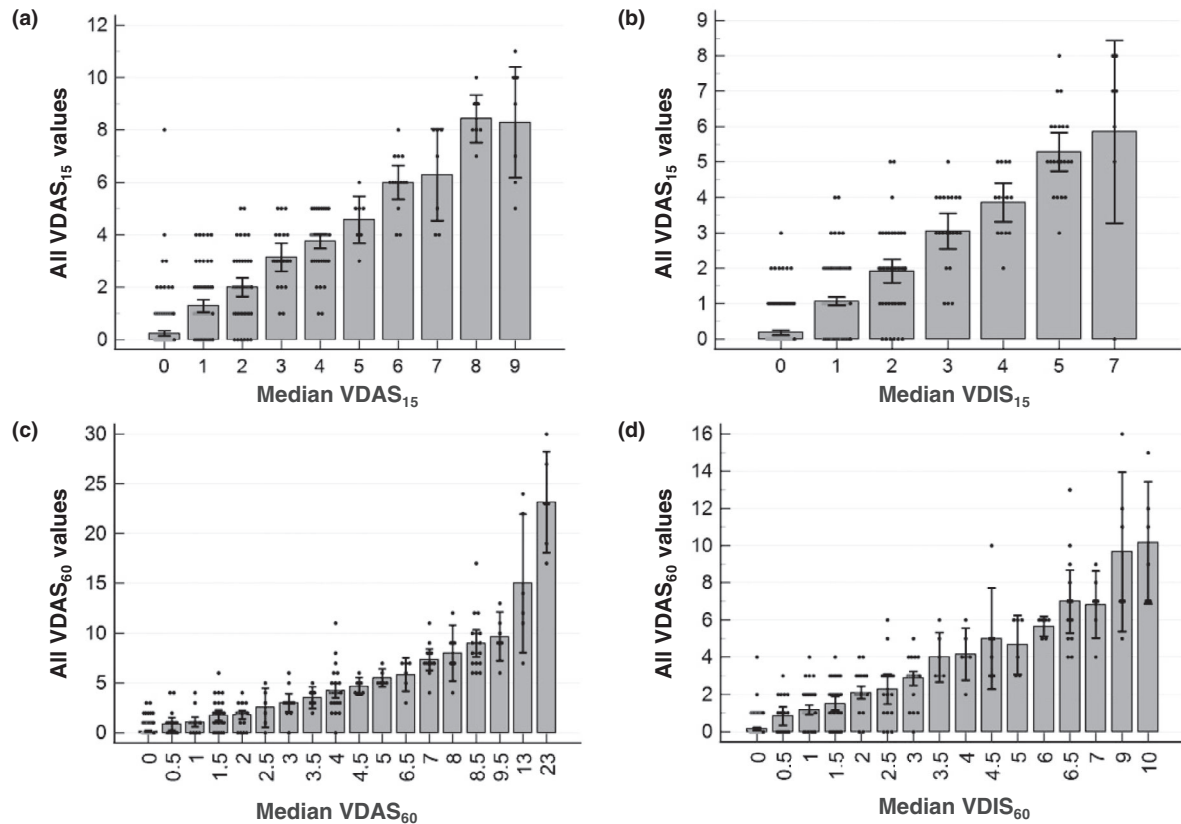 (a)
12
10
8
6
4
2
0
All VDAS15 values
0 1 2 3 4 5 6 7 8 9
Median VDAS15
(b)
9
8
7
6
5
4
3
2
1
0
All VDAS15 values
0 1 2 3 4 5 7
Median VDIS15
(c)
30
25
20
15
10
5
0
All VDAS60 values
0 0.5 1 1.5 2 2.5 3 3.5 4 4.5 5 6.5 7 8 8.5 9.5 13 23
Median VDAS60
(d)
16
14
12
10
8
6
4
2
0
All VDAS60 values
0 0.5 1 1.5 2 2.5 3 3.5 4 4.5 5 6 6.5 7 9 10
Median VDIS60